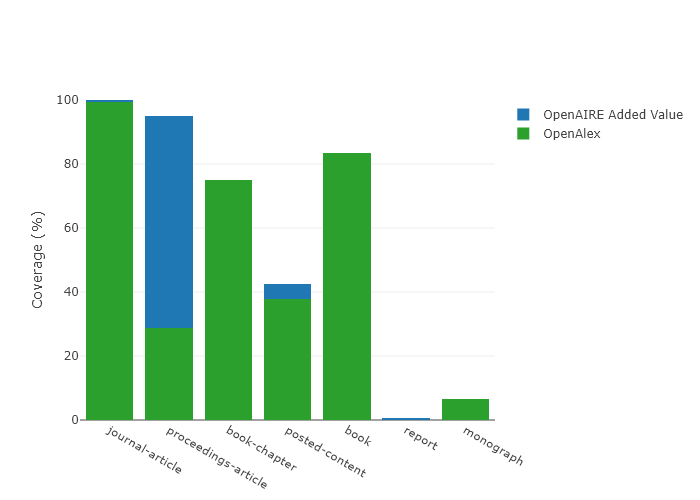 100
80
60
40
20
0
Coverage (%)
journal-article
proceedings-article
book-chapter
posted-content
book
report
monograph
OpenAIRE Added Value
OpenAlex